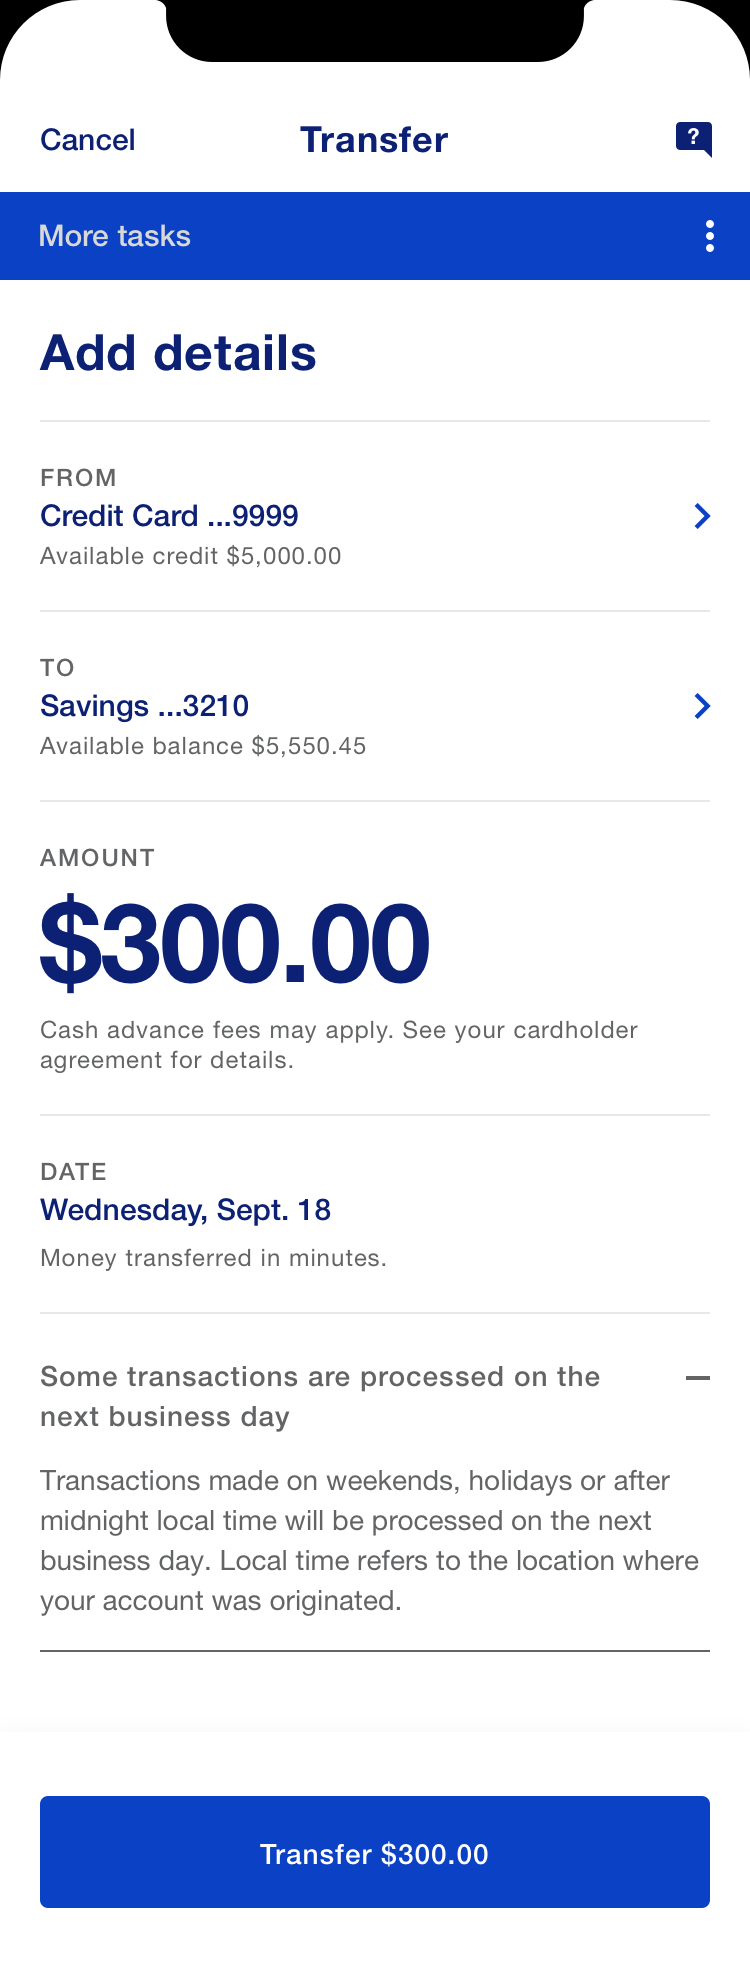 Cancel
Transfer
?
More tasks
Add details
FROM
Credit Card ...9999
Available credit $5,000.00
TO
Savings ...3210
Available balance $5,550.45
AMOUNT
$300.00
Cash advance fees may apply. See your cardholder
agreement for details.
DATE
Wednesday, Sept. 18
Money transferred in minutes.
Some transactions are processed on the
next business day
Transactions made on weekends, holidays or after
midnight local time will be processed on the next
business day. Local time refers to the location where
your account was originated.
Transfer $300.00